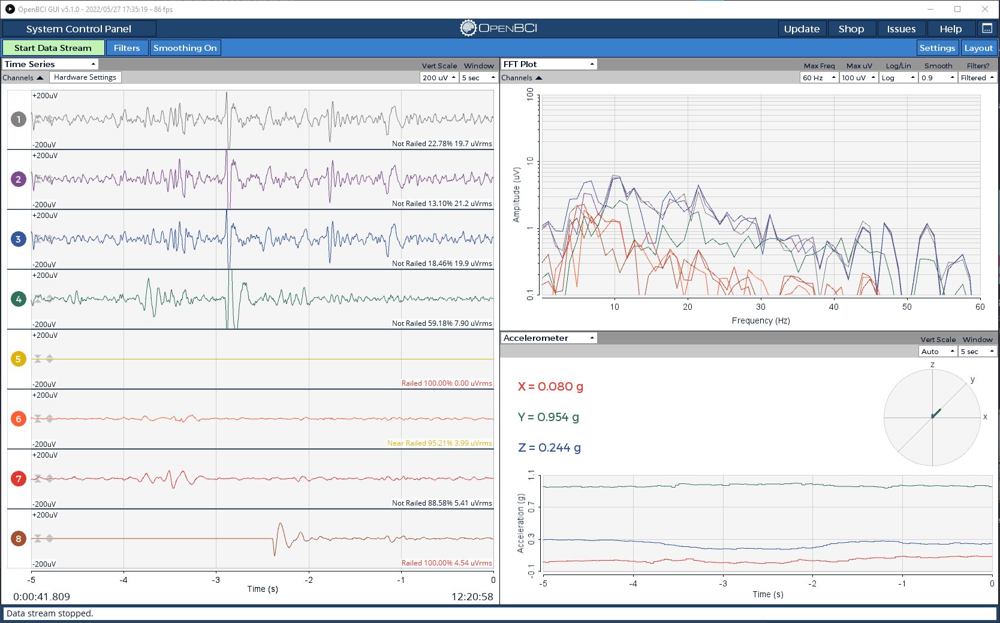 OpenBCI GUI v5.1.0 - 2022/05/27 17:35:19 - 86 fps
System Control Panel
OPENBCI
Update Shop Issues Help
Start Data Stream Filters Smoothing On Settings Layout
Time Series
Vert Scale Window
Channels Hardware Settings 200 uV 5 sec
+200uV
1
-200uV
Not Railed 22.78% 19.7 uVrms
+200uV
2
-200uV
Not Railed 13.10% 21.2 uVrms
+200uV
3
-200uV
Not Railed 18.46% 19.9 uVrms
+200uV
4
-200uV
Not Railed 59.18% 7.90 uVrms
+200uV
5
-200uV
Railed 100.00% 0.00 uVrms
+200uV
6
-200uV
Near Railed 95.21% 3.99 uVrms
+200uV
7
-200uV
Not Railed 88.58% 5.41 uVrms
+200uV
8
-200uV
Railed 100.00% 4.54 uVrms
-5 -4 -3 -2 -1 0
Time (s)
0:00:41.809 12:20:58
FFT Plot
Max Freq Max uV Log/Lin Smooth Filters?
Channels 60 Hz 100 uV Log 0.9 Filtered
100
10
1
0.1
Amplitude (uV)
10 20 30 40 50 60
Frequency (Hz)
Accelerometer
Vert Scale Window
Auto 5 sec
X = 0.080 g
Y = 0.954 g
Z = 0.244 g
z
y
x
1.1
0.7
0.3
-0.1
Acceleration (g)
-5 -4 -3 -2 -1 0
Time (s)
Data stream stopped.